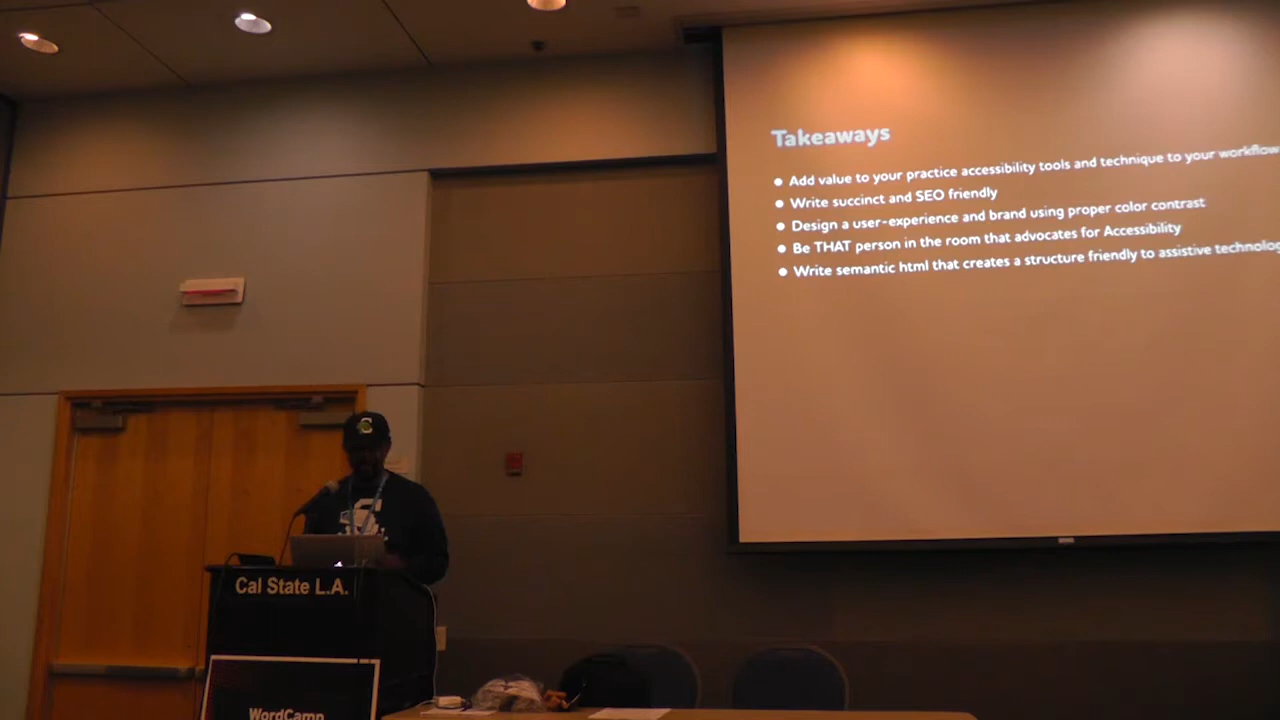 Takeaways
• Add value to your practice accessibility tools and technique to your workflow
• Write succinct and SEO friendly
• Design a user-experience and brand using proper color contrast
• Be THAT person in the room that advocates for Accessibility
• Write semantic html that creates a structure friendly to assistive technolog
Cal State L.A.
WordCamp